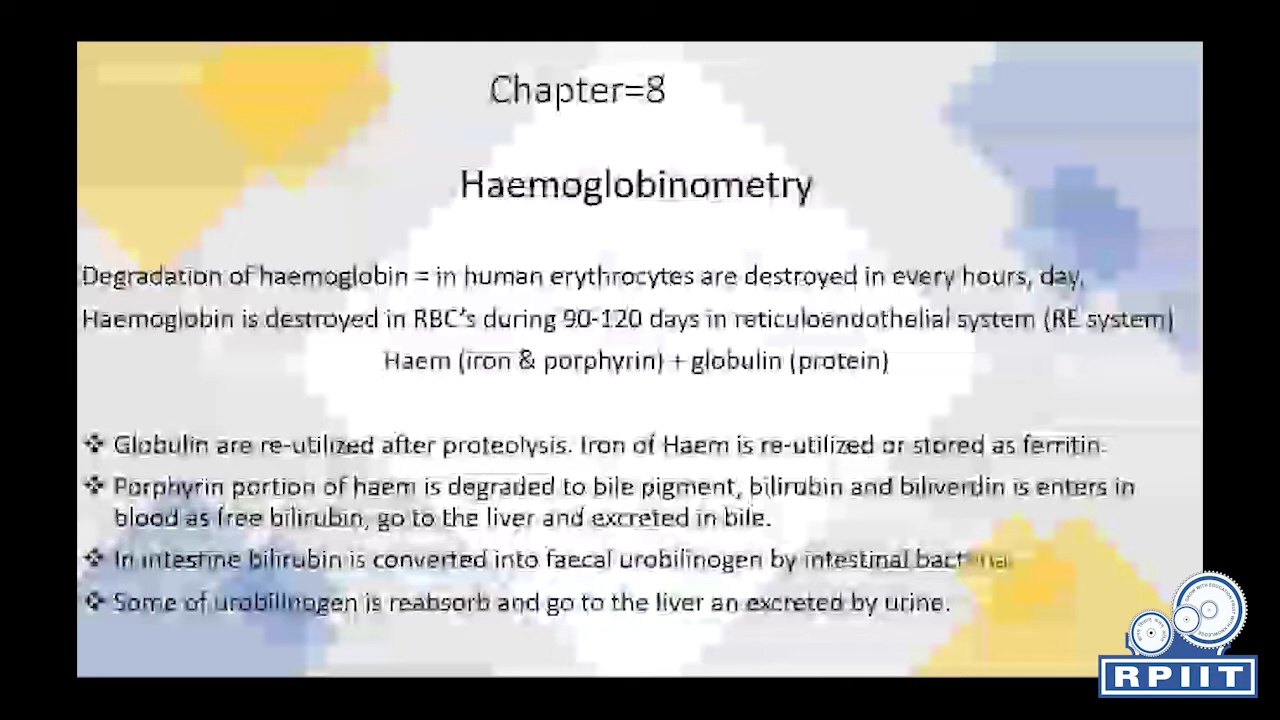 Chapter=8
Haemoglobinometry
Degradation of haemoglobin = in human erythrocytes are destroyed in every hours, day.
Haemoglobin is destroyed in RBC's during 90-120 days in reticuloendothelial system (RE system)
Haem (iron & porphyrin) + globulin (protein)
❖ Globulin are re-utilized after proteolysis. Iron of Haem is re-utilized or stored as ferritin.
❖ Porphyrin portion of haem is degraded to bile pigment, bilirubin and biliverdin is enters in
blood as free bilirubin, go to the liver and excreted in bile.
❖ In intestine bilirubin is converted into faecal urobilinogen by intestinal
❖ Some of urobilinogen is reabsorb and go to the liver an excreted by urine.
RPIIT